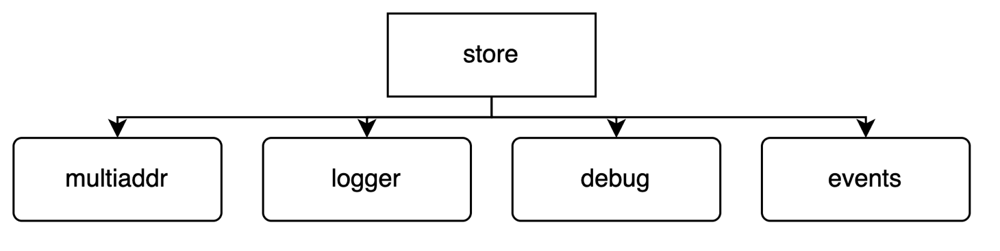 store
multiaddr
logger
debug
events